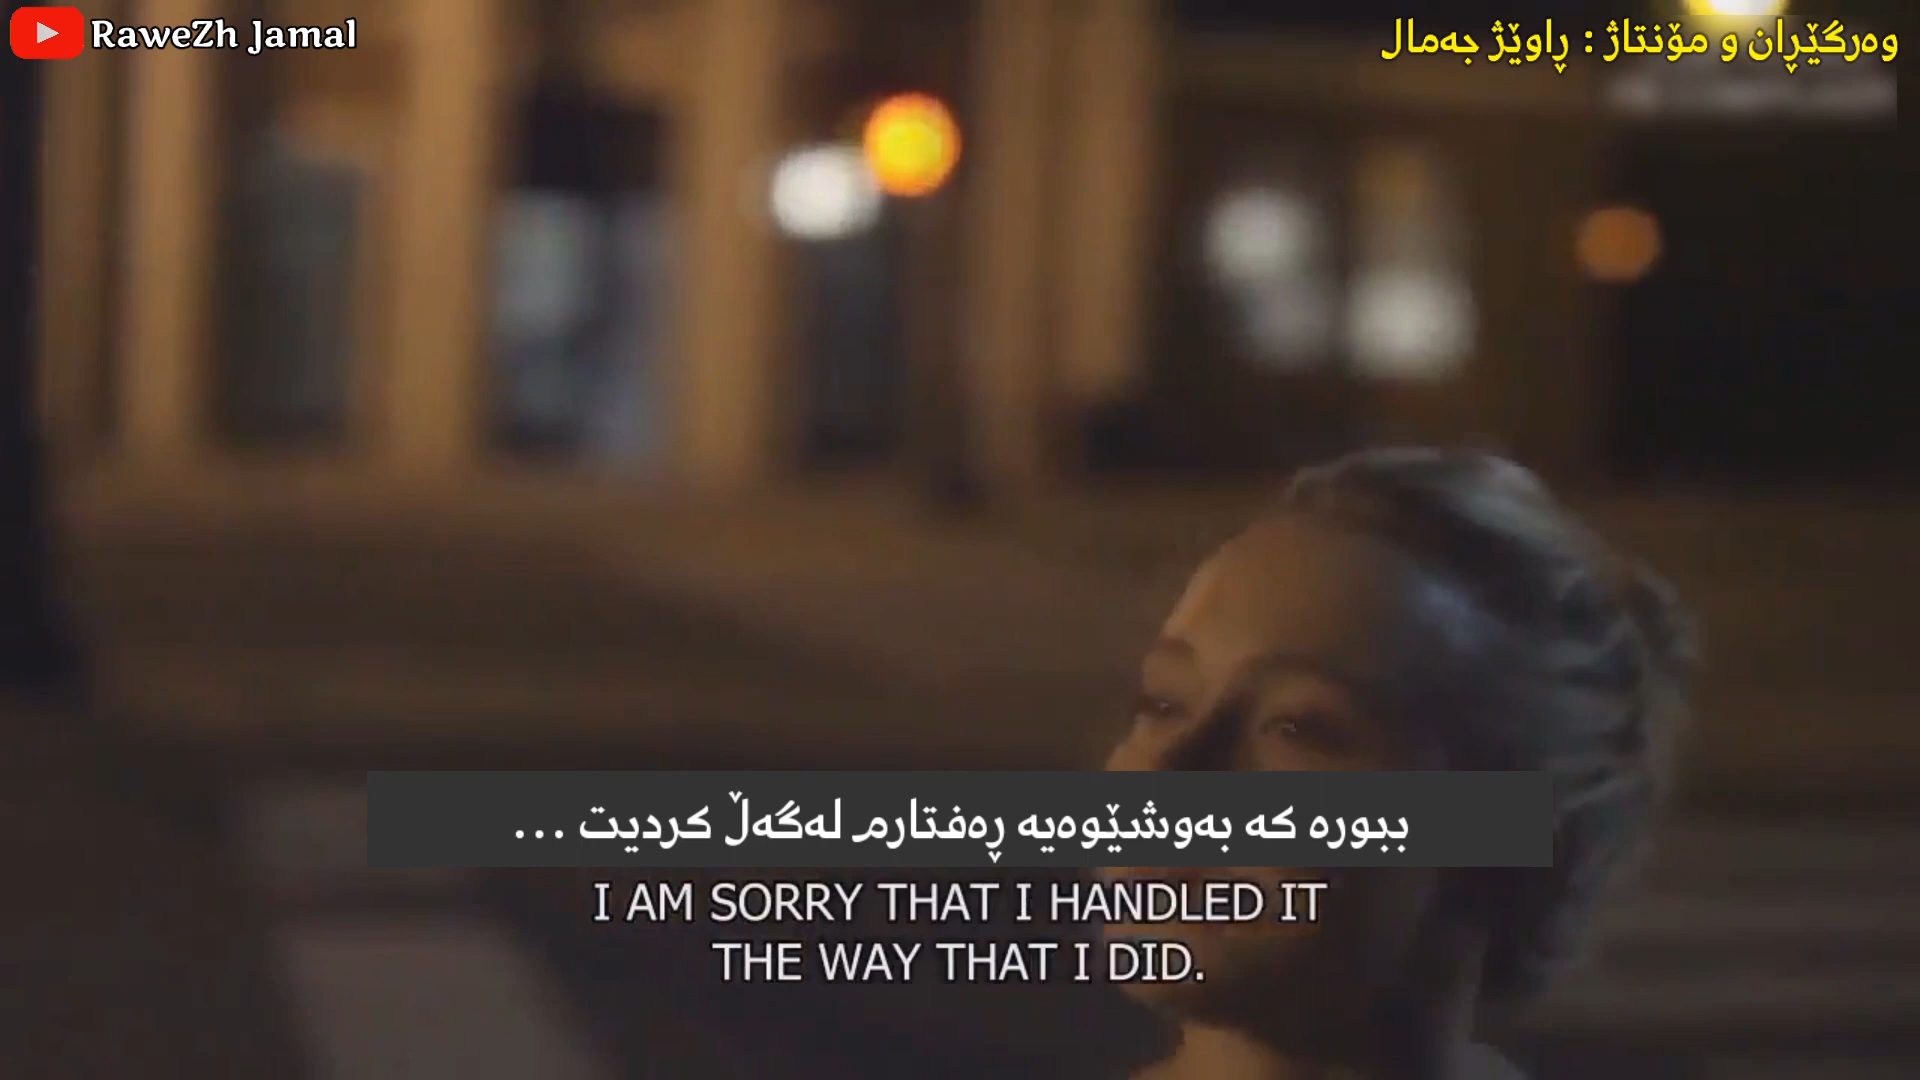 RaweZh Jamal
وەرگێڕان و مۆنتاژ : ڕاوێژ جەمال
ببورە کە بەوشێوەیە ڕەفتارم لەگەڵ کردیت ...
I AM SORRY THAT I HANDLED IT
THE WAY THAT I DID.